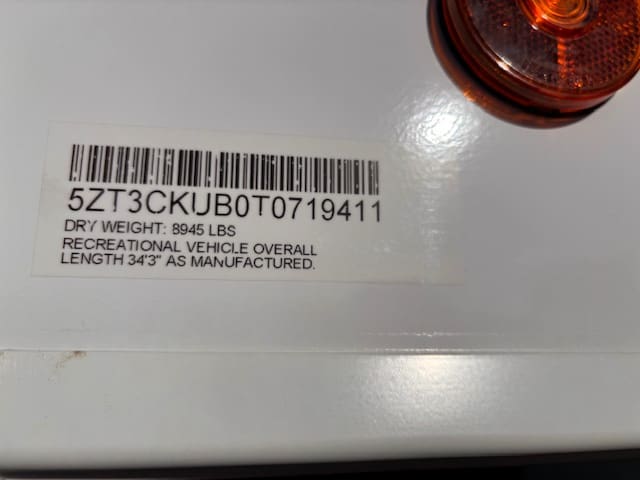 5ZT3CKUB0T0719411
DRY WEIGHT: 8945 LBS
RECREATIONAL VEHICLE OVERALL
LENGTH 34'3" AS MANUFACTURED.